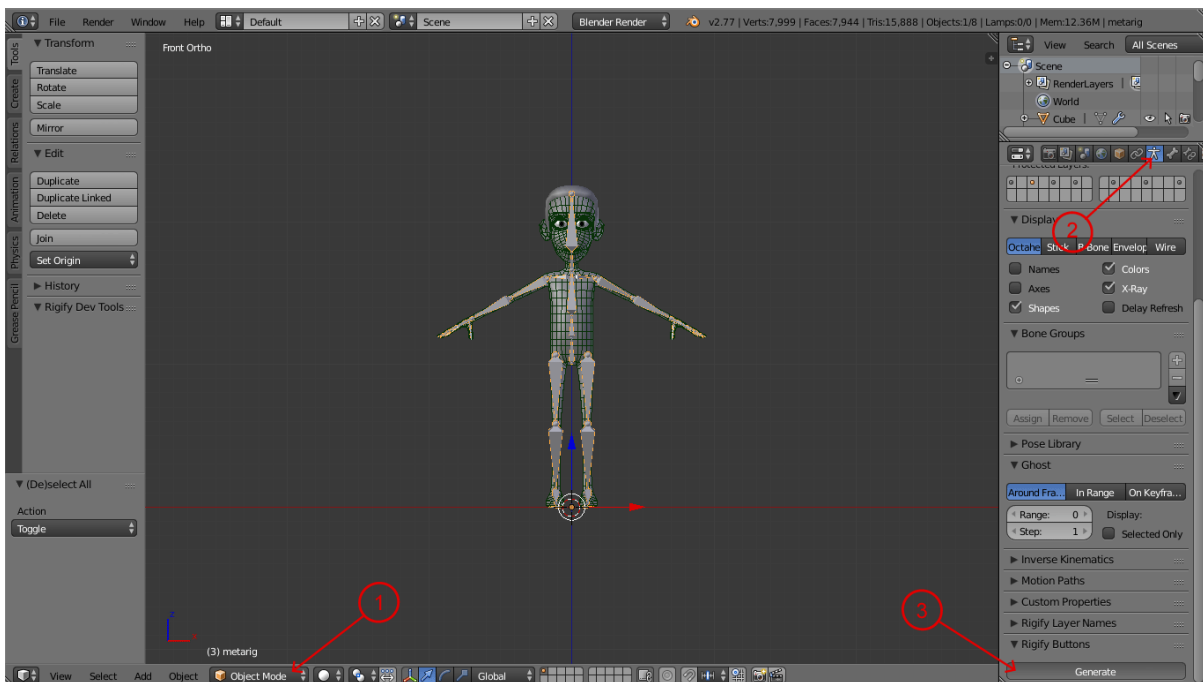 File Render Window Help Default Scene Blender Render v2.77 | Verts:7,999 | Faces:7,944 | Tris:15,888 | Objects:1/8 | Lamps:0/0 | Mem:12.36M | metarig
Tools
Create
Relations
Animation
Physics
Grease Pencil
Transform
Translate
Rotate
Scale
Mirror
Edit
Duplicate
Duplicate Linked
Delete
Join
Set Origin
History
Rigify Dev Tools
(De)select All
Action
Toggle
Front Ortho
z
1
(3) metarig
View Select Add Object Object Mode Global
View Search All Scenes
Scene
RenderLayers |
World
Cube |
Protected Layers:
2
Display
Octahe Stick B-Bone Envelop Wire
Names Colors
Axes X-Ray
Shapes Delay Refresh
Bone Groups
Assign Remove Select Deselect
Pose Library
Ghost
Around Fra... In Range On Keyfra...
Range: 0 Display:
Step: 1 Selected Only
Inverse Kinematics
Motion Paths
Custom Properties
3
Rigify Layer Names
Rigify Buttons
Generate